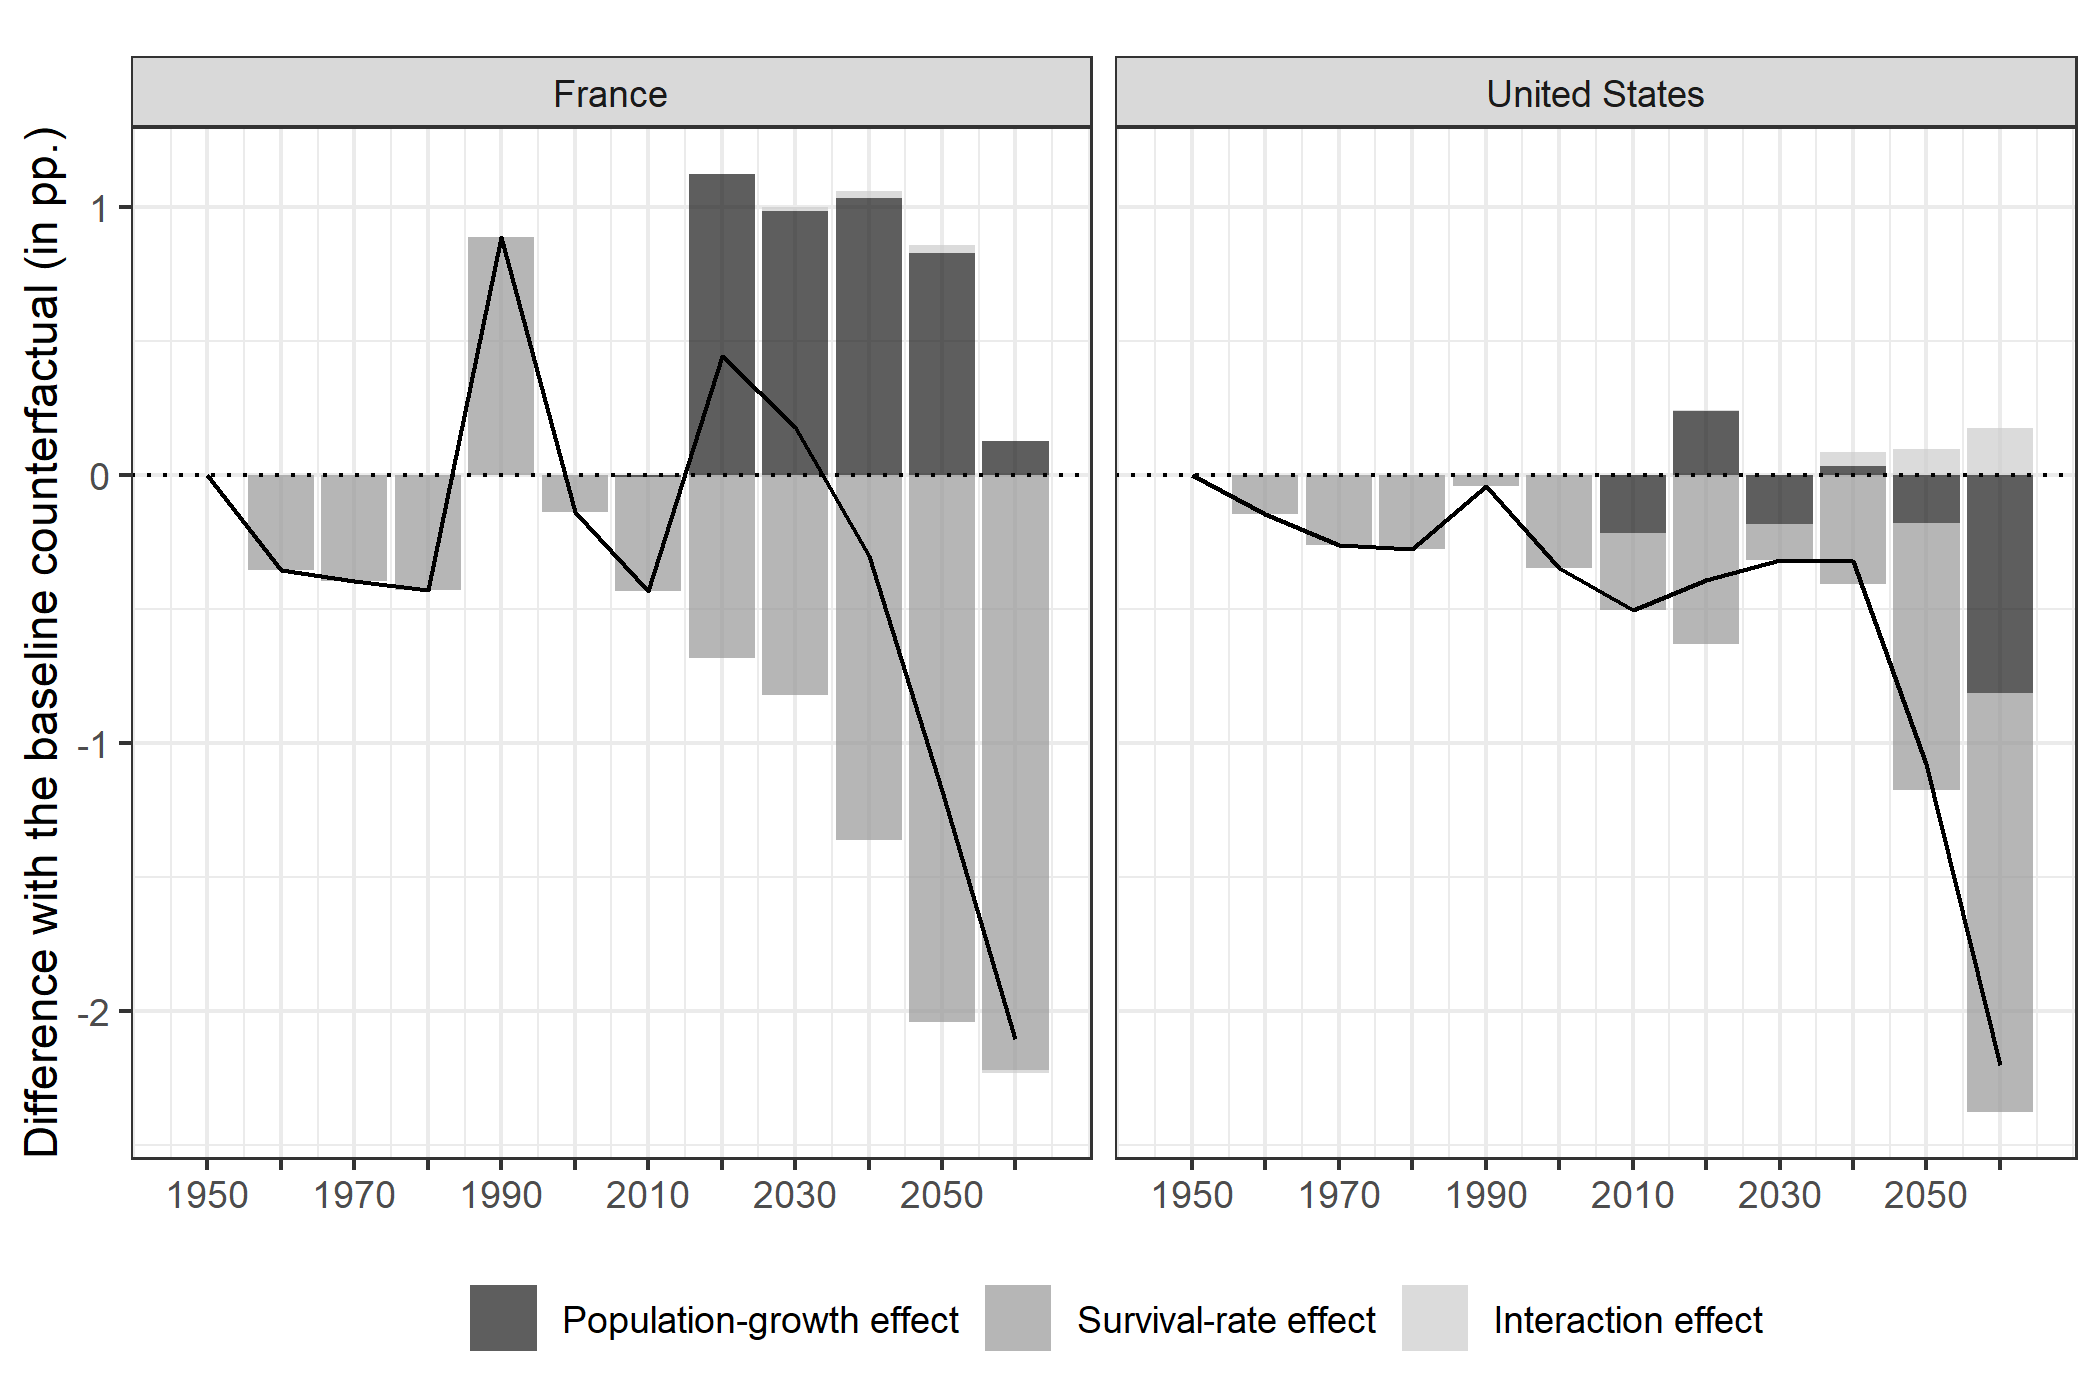 France
United States
Difference with the baseline counterfactual (in pp.)
1
0
-1
-2
1950 1970 1990 2010 2030 2050
1950 1970 1990 2010 2030 2050
Population-growth effect
Survival-rate effect
Interaction effect